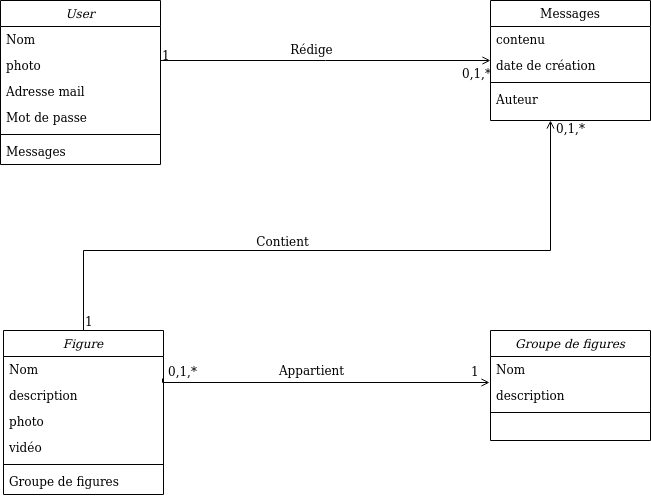 User
Nom
photo
Adresse mail
Mot de passe
Messages
1
Rédige
0,1,*
Messages
contenu
date de création
Auteur
0,1,*
Contient
1
Figure
Nom
description
photo
vidéo
Groupe de figures
0,1,*
Appartient
1
Groupe de figures
Nom
description